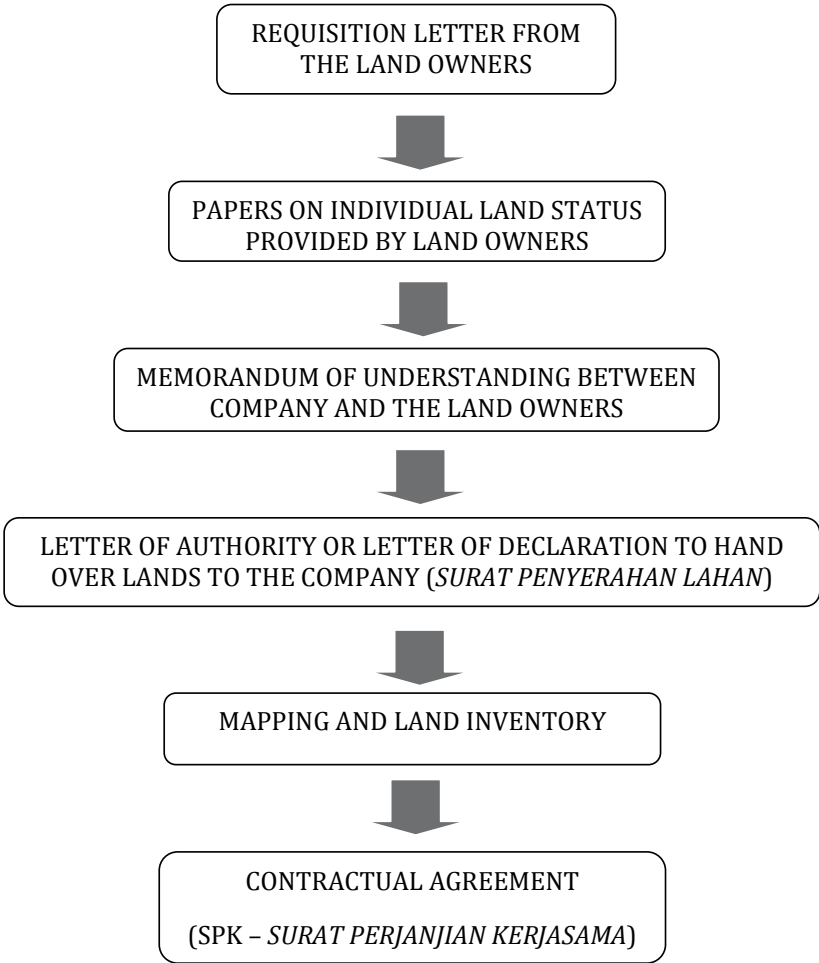 REQUISITION LETTER FROM
THE LAND OWNERS
PAPERS ON INDIVIDUAL LAND STATUS
PROVIDED BY LAND OWNERS
MEMORANDUM OF UNDERSTANDING BETWEEN
COMPANY AND THE LAND OWNERS
LETTER OF AUTHORITY OR LETTER OF DECLARATION TO HAND
OVER LANDS TO THE COMPANY (SURAT PENYERAHAN LAHAN)
MAPPING AND LAND INVENTORY
CONTRACTUAL AGREEMENT
(SPK – SURAT PERJANJIAN KERJASAMA)